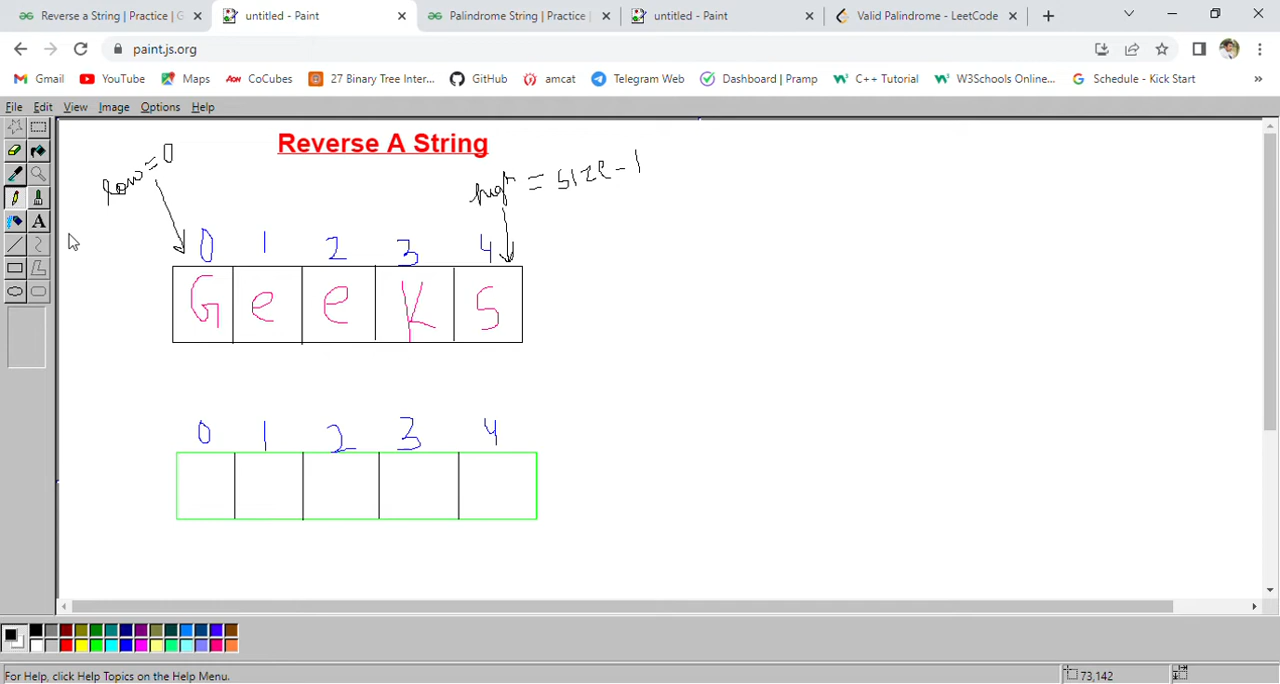 Reverse a String | Practice | G
untitled - Paint
Palindrome String | Practice |
untitled - Paint
Valid Palindrome - LeetCode
paint.js.org
Gmail
YouTube
Maps
CoCubes
27 Binary Tree Inter...
GitHub
amcat
Telegram Web
Dashboard | Pramp
C++ Tutorial
W3Schools Online...
Schedule - Kick Start
»
File Edit View Image Options Help
Reverse A String
low=0
= size-1
0 1 2 3 4
G e e K S
0 1 2 3 4
For Help, click Help Topics on the Help Menu.
73,142